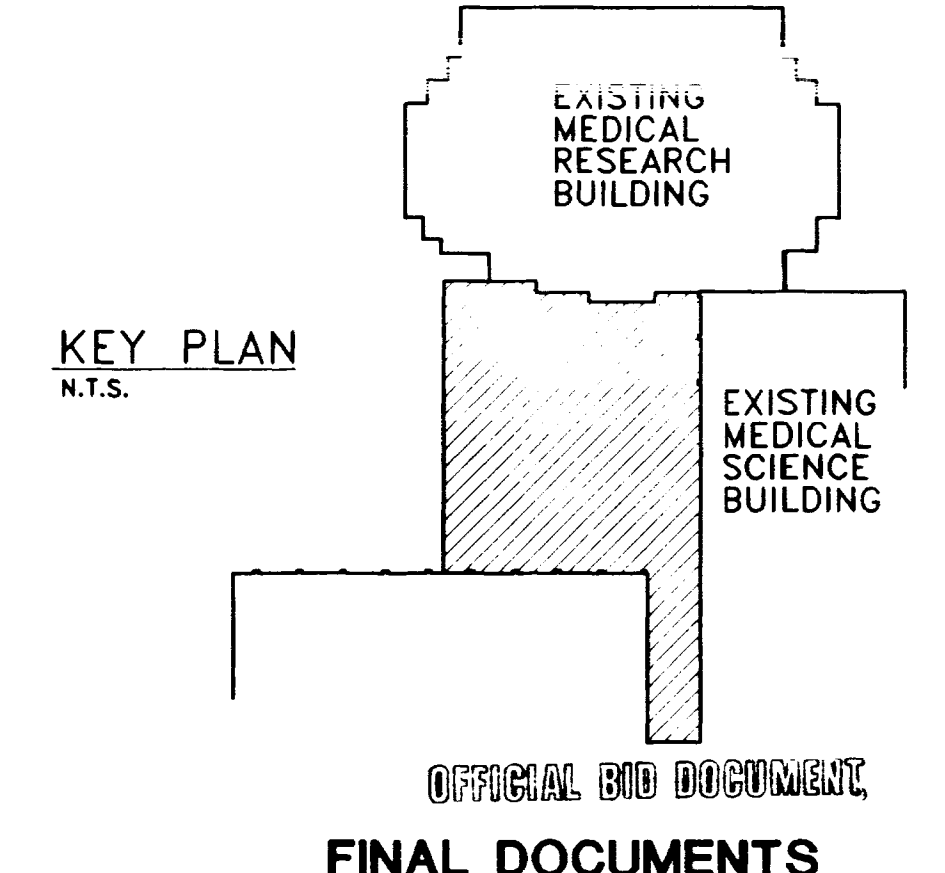 EXISTING
MEDICAL
RESEARCH
BUILDING
KEY PLAN
N.T.S.
EXISTING
MEDICAL
SCIENCE
BUILDING
OFFICIAL BID DOCUMENT,
FINAL DOCUMENTS